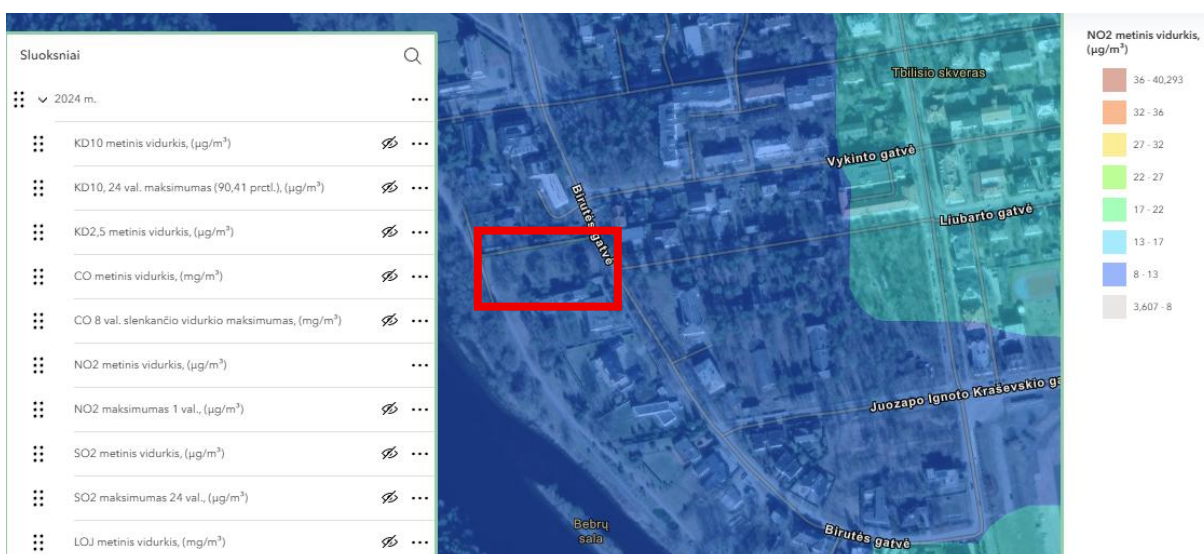 Sluoksniai
2024 m.
KD10 metinis vidurkis, (µg/m³)
KD10, 24 val. maksimumas (90,41 prctl.), (µg/m³)
KD2,5 metinis vidurkis, (µg/m³)
CO metinis vidurkis, (mg/m³)
CO 8 val. slenkančio vidurkio maksimumas, (mg/m³)
NO2 metinis vidurkis, (µg/m³)
NO2 maksimumas 1 val., (µg/m³)
SO2 metinis vidurkis, (µg/m³)
SO2 maksimumas 24 val., (µg/m³)
LOJ metinis vidurkis, (mg/m³)
Tbilisio skveras
Vykinto gatvė
Birutės gatvė
Liubarto gatvė
Juozapo Ignoto Kraševskio ga
Bebrų
sala
Birutės gatvė
NO2 metinis vidurkis,
(µg/m³)
36 - 40,293
32 - 36
27 - 32
22 - 27
17 - 22
13 - 17
8 - 13
3,607 - 8